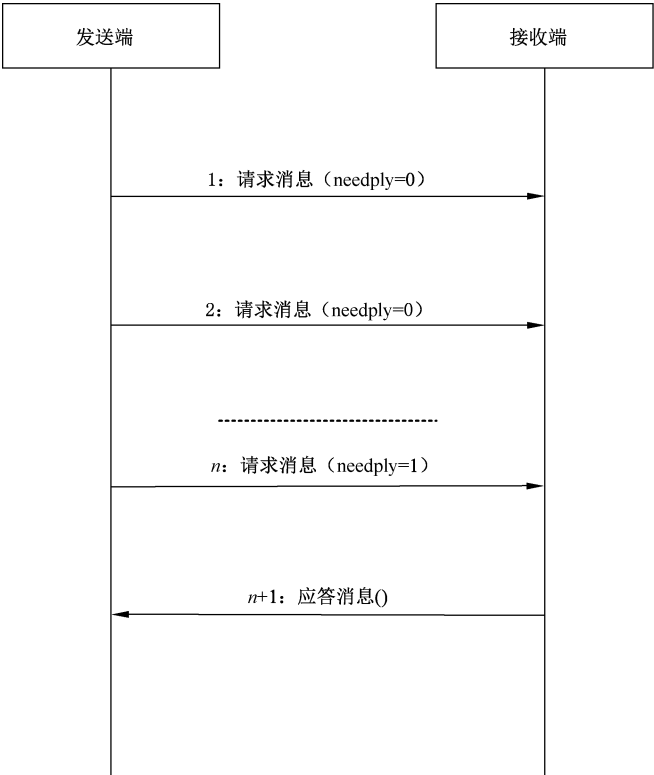 发送端
接收端
1：请求消息（needply=0）
2：请求消息（needply=0）
n：请求消息（needply=1）
n+1：应答消息()